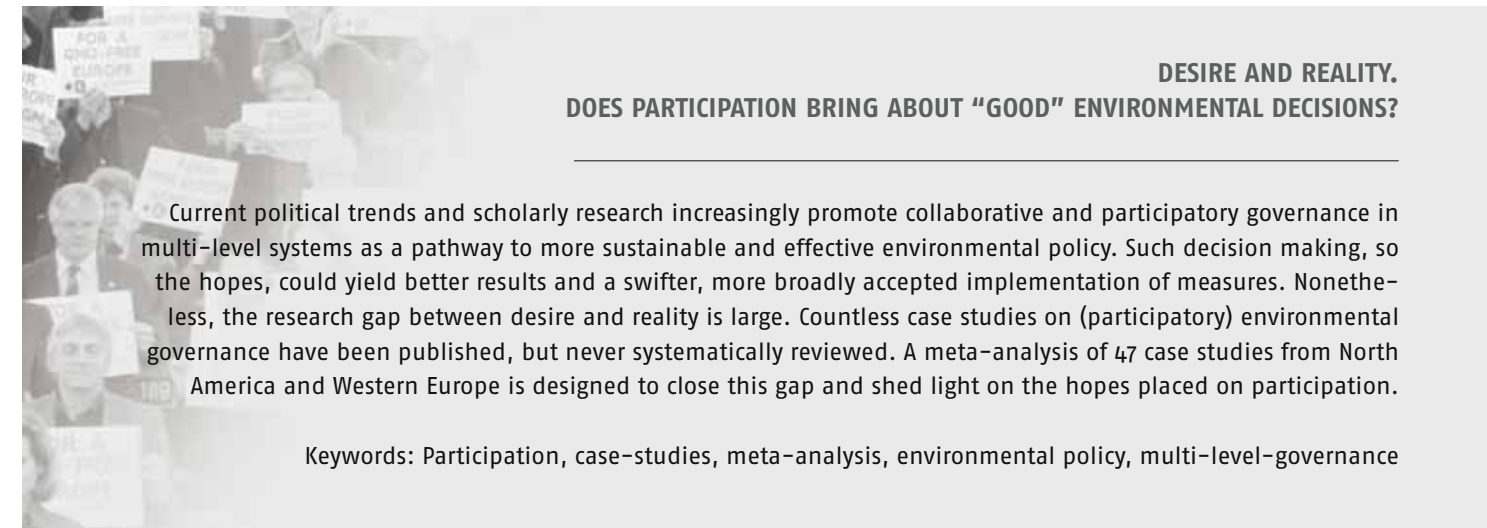 FOR A
GMO-FREE
EUROPE
DESIRE AND REALITY.
DOES PARTICIPATION BRING ABOUT “GOOD” ENVIRONMENTAL DECISIONS?
Current political trends and scholarly research increasingly promote collaborative and participatory governance in
multi-level systems as a pathway to more sustainable and effective environmental policy. Such decision making, so
the hopes, could yield better results and a swifter, more broadly accepted implementation of measures. Nonethe-
less, the research gap between desire and reality is large. Countless case studies on (participatory) environmental
governance have been published, but never systematically reviewed. A meta-analysis of 47 case studies from North
America and Western Europe is designed to close this gap and shed light on the hopes placed on participation.
Keywords: Participation, case-studies, meta-analysis, environmental policy, multi-level-governance